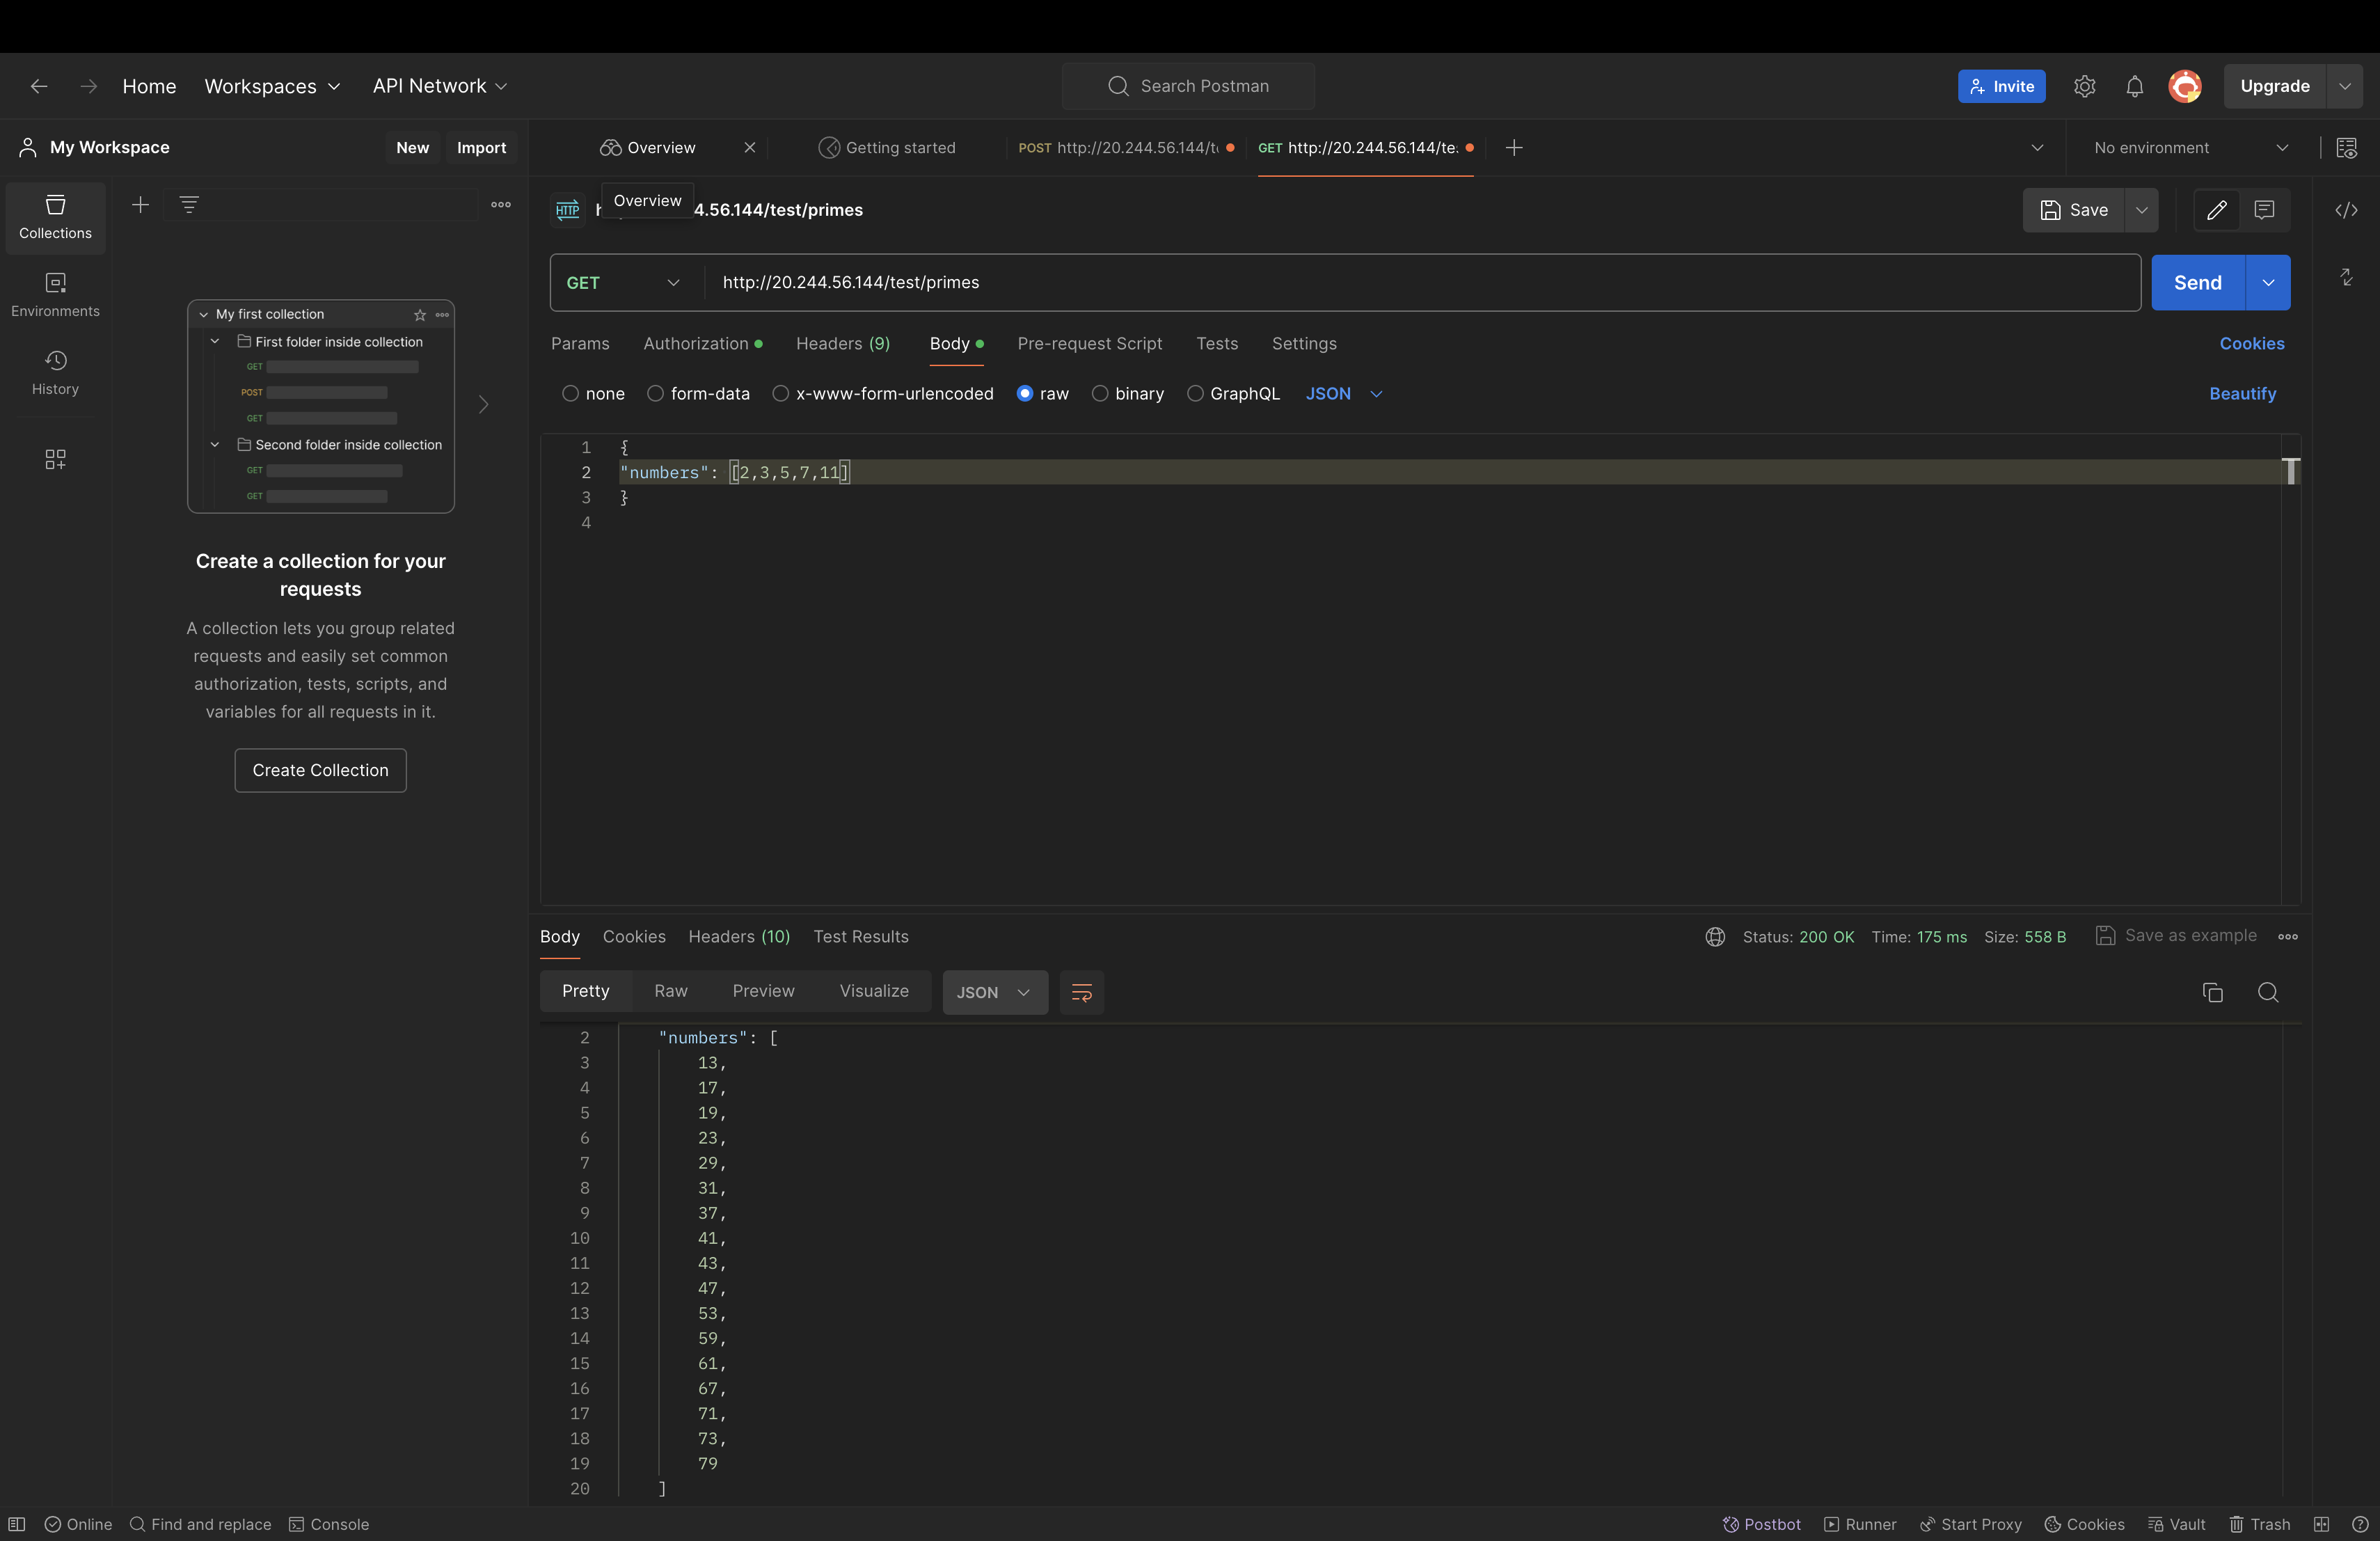 Home Workspaces API Network Search Postman Invite Upgrade
My Workspace New Import Overview Getting started POST http://20.244.56.144/t GET http://20.244.56.144/te No environment
Collections
Environments
History
My first collection
First folder inside collection
GET
POST
GET
Second folder inside collection
GET
GET
Create a collection for your
requests
A collection lets you group related
requests and easily set common
authorization, tests, scripts, and
variables for all requests in it.
Create Collection
Overview
HTTP 4.56.144/test/primes Save
GET http://20.244.56.144/test/primes Send
Params Authorization Headers (9) Body Pre-request Script Tests Settings Cookies
none form-data x-www-form-urlencoded raw binary GraphQL JSON Beautify
1 {
2 "numbers": [2,3,5,7,11]
3 }
4
Body Cookies Headers (10) Test Results Status: 200 OK Time: 175 ms Size: 558 B Save as example
Pretty Raw Preview Visualize JSON
2 "numbers": [
3 13,
4 17,
5 19,
6 23,
7 29,
8 31,
9 37,
10 41,
11 43,
12 47,
13 53,
14 59,
15 61,
16 67,
17 71,
18 73,
19 79
20 ]
Online Find and replace Console Postbot Runner Start Proxy Cookies Vault Trash